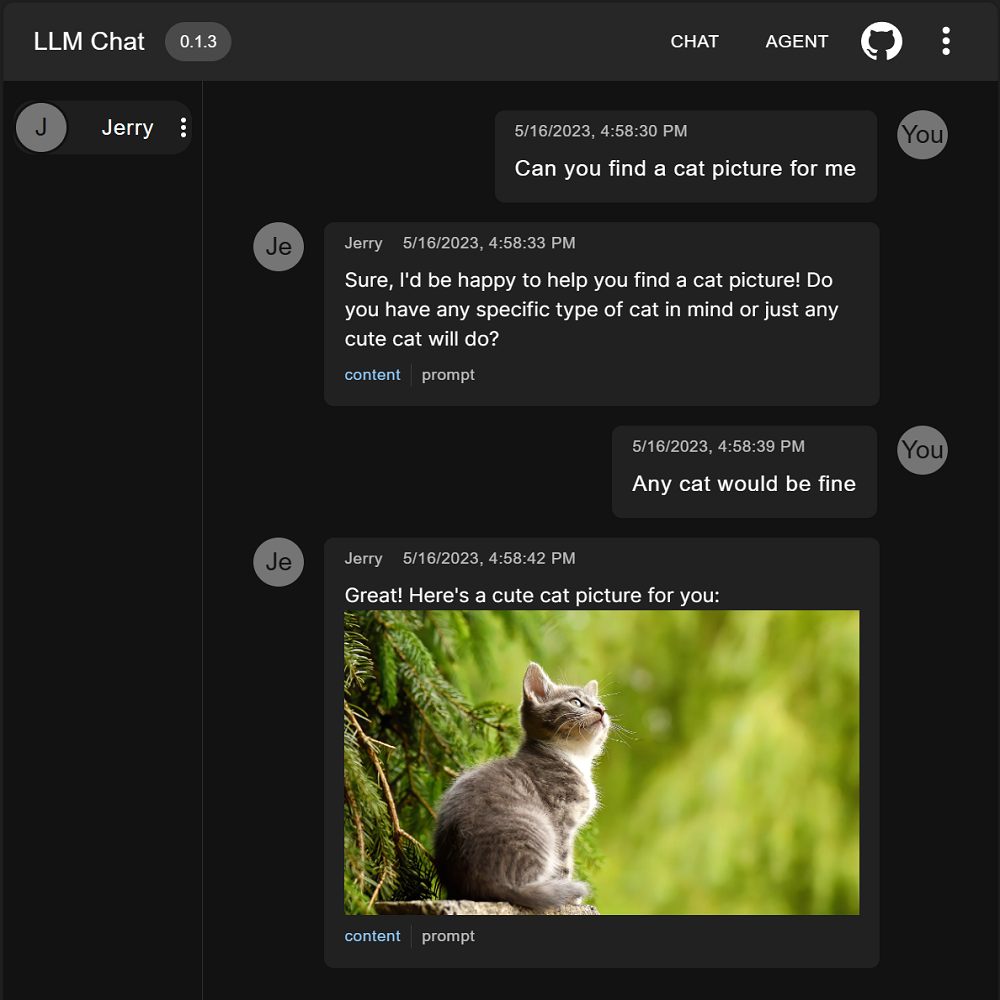 LLM Chat 0.1.3 CHAT AGENT
J Jerry
5/16/2023, 4:58:30 PM
You
Can you find a cat picture for me
Je
Jerry 5/16/2023, 4:58:33 PM
Sure, I'd be happy to help you find a cat picture! Do
you have any specific type of cat in mind or just any
cute cat will do?
content prompt
5/16/2023, 4:58:39 PM
You
Any cat would be fine
Je
Jerry 5/16/2023, 4:58:42 PM
Great! Here's a cute cat picture for you:
content prompt